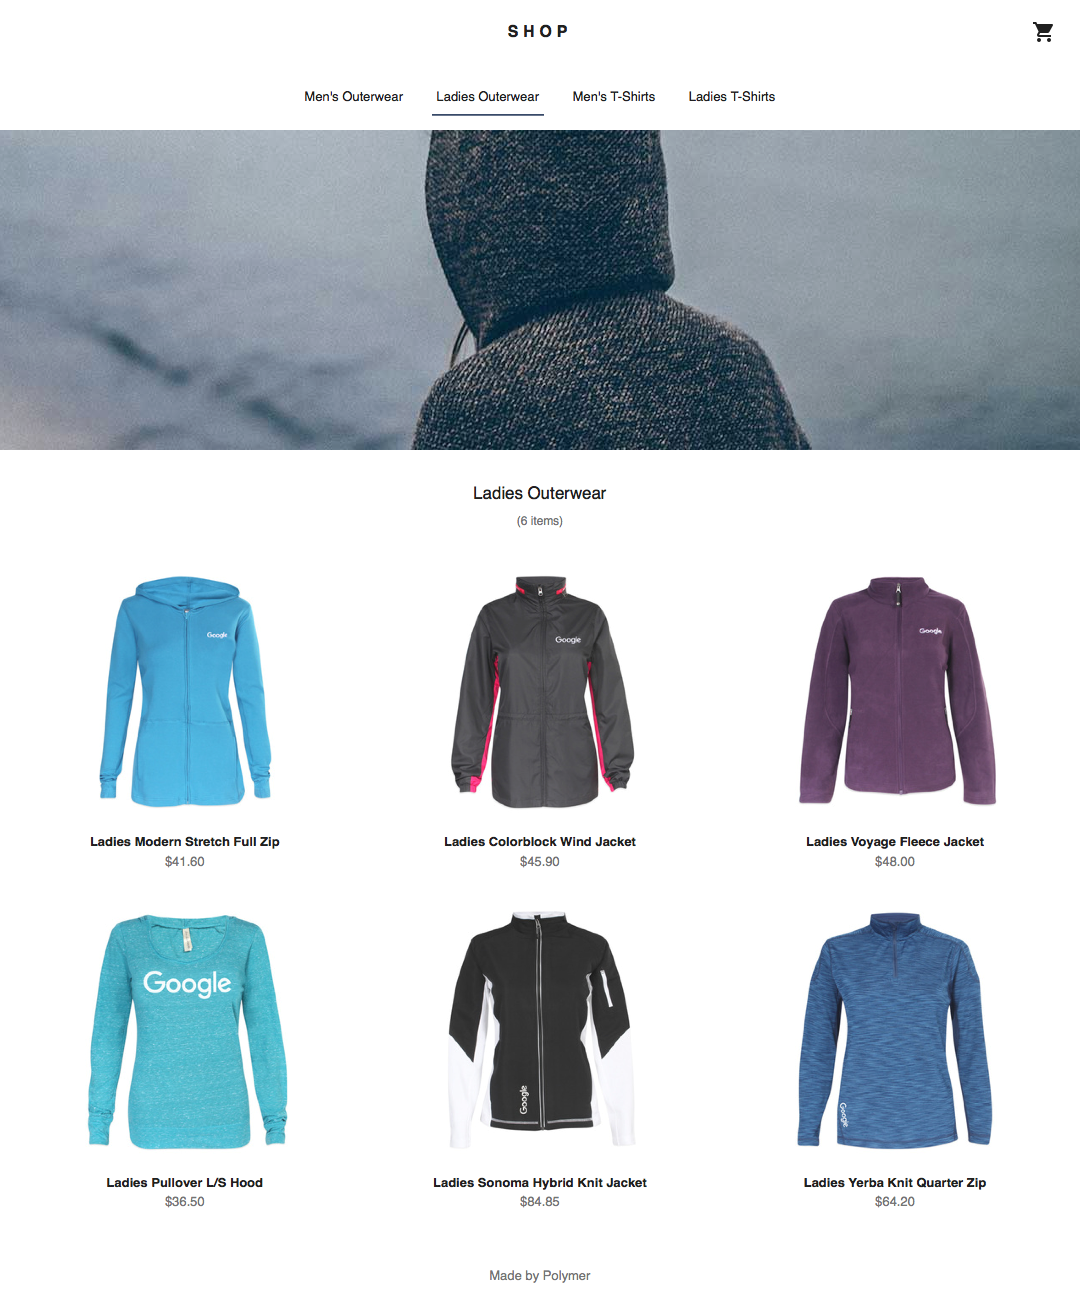 SHOP
Men's Outerwear Ladies Outerwear Men's T-Shirts Ladies T-Shirts
Ladies Outerwear
(6 items)
Google Google Google
Ladies Modern Stretch Full Zip Ladies Colorblock Wind Jacket Ladies Voyage Fleece Jacket
$41.60 $45.90 $48.00
Google Google Google
Ladies Pullover L/S Hood Ladies Sonoma Hybrid Knit Jacket Ladies Yerba Knit Quarter Zip
$36.50 $84.85 $64.20
Made by Polymer